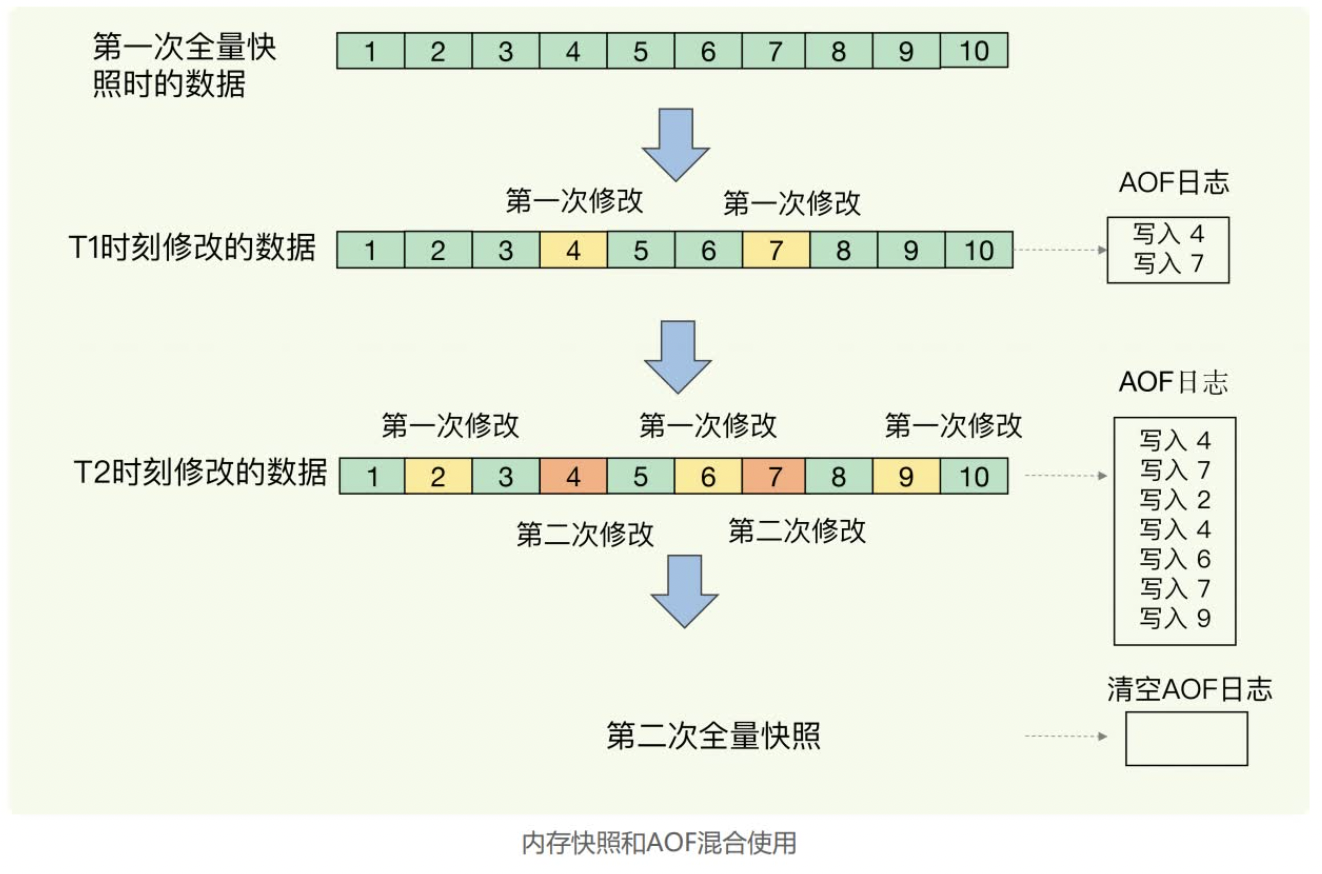 第一次全量快
照时的数据
1 2 3 4 5 6 7 8 9 10
第一次修改 第一次修改
AOF日志
T1时刻修改的数据
1 2 3 4 5 6 7 8 9 10
写入 4
写入 7
AOF日志
第一次修改 第一次修改 第一次修改
T2时刻修改的数据
1 2 3 4 5 6 7 8 9 10
第二次修改 第二次修改
写入 4
写入 7
写入 2
写入 4
写入 6
写入 7
写入 9
清空AOF日志
第二次全量快照
内存快照和AOF混合使用